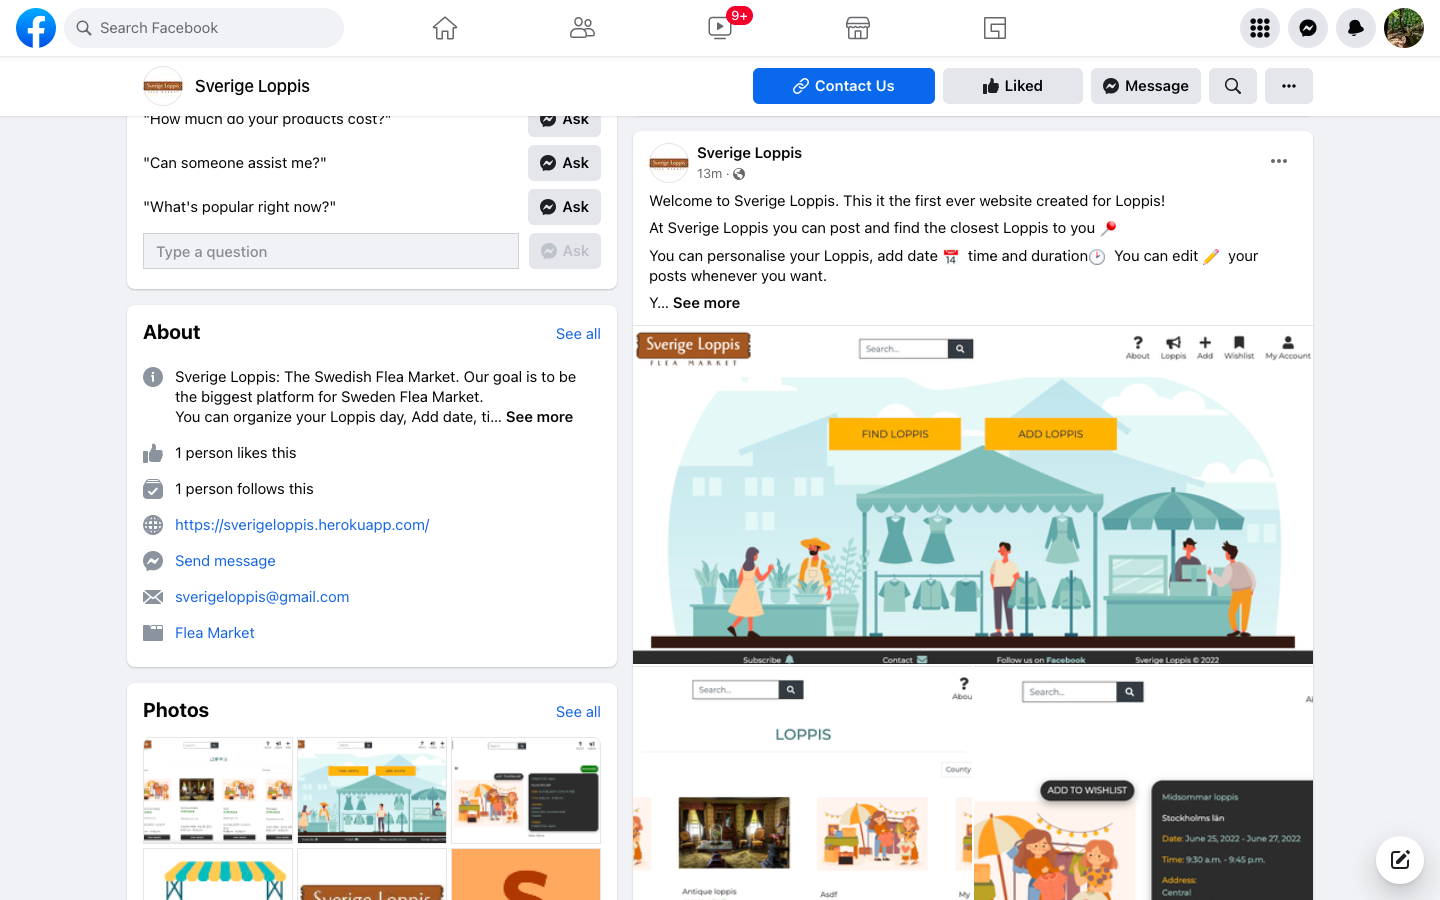 Search Facebook
9+
Sverige Loppis
Contact Us
Liked
Message
"How much do your products cost?"
Ask
"Can someone assist me?"
Ask
"What's popular right now?"
Ask
Type a question
Ask
About
See all
Sverige Loppis: The Swedish Flea Market. Our goal is to be
the biggest platform for Sweden Flea Market.
You can organize your Loppis day, Add date, ti... See more
1 person likes this
1 person follows this
https://sverigeloppis.herokuapp.com/
Send message
sverigeloppis@gmail.com
Flea Market
Photos
See all
LOPPIS
Sverige Loppis
S
Sverige Loppis
13m
Welcome to Sverige Loppis. This it the first ever website created for Loppis!
At Sverige Loppis you can post and find the closest Loppis to you 📍
You can personalise your Loppis, add date 📅 time and duration🕑 You can edit ✏️ your
posts whenever you want.
Y... See more
Sverige Loppis
FLEA MARKET
Search...
About
Loppis
Add
Wishlist
My Account
FIND LOPPIS
ADD LOPPIS
Subscribe
Contact
Follow us on Facebook
Sverige Loppis © 2022
Search...
Abou
LOPPIS
County
Antique loppis
Asdf
My
Search...
ADD TO WISHLIST
Midsommar loppis
Stockholms län
Date: June 25, 2022 - June 27, 2022
Time: 9:30 a.m. - 9:45 p.m.
Address:
Central